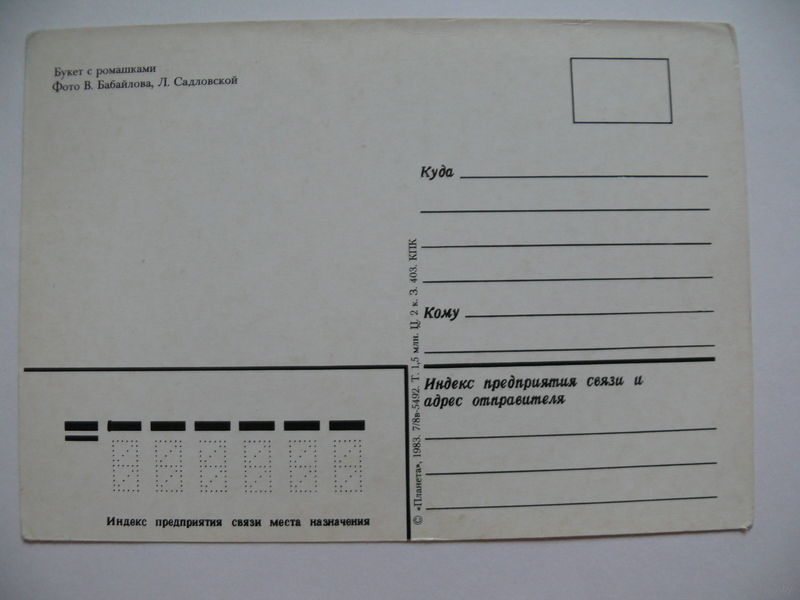 Букет с ромашками
Фото В. Бабайлова, Л. Садловской
Куда
Кому
Индекс предприятия связи и
адрес отправителя
© «Планета», 1983. 7/8в-5492. Т. 1,5 млн. Ц. 2 к. З. 403. КПК
Индекс предприятия связи места назначения